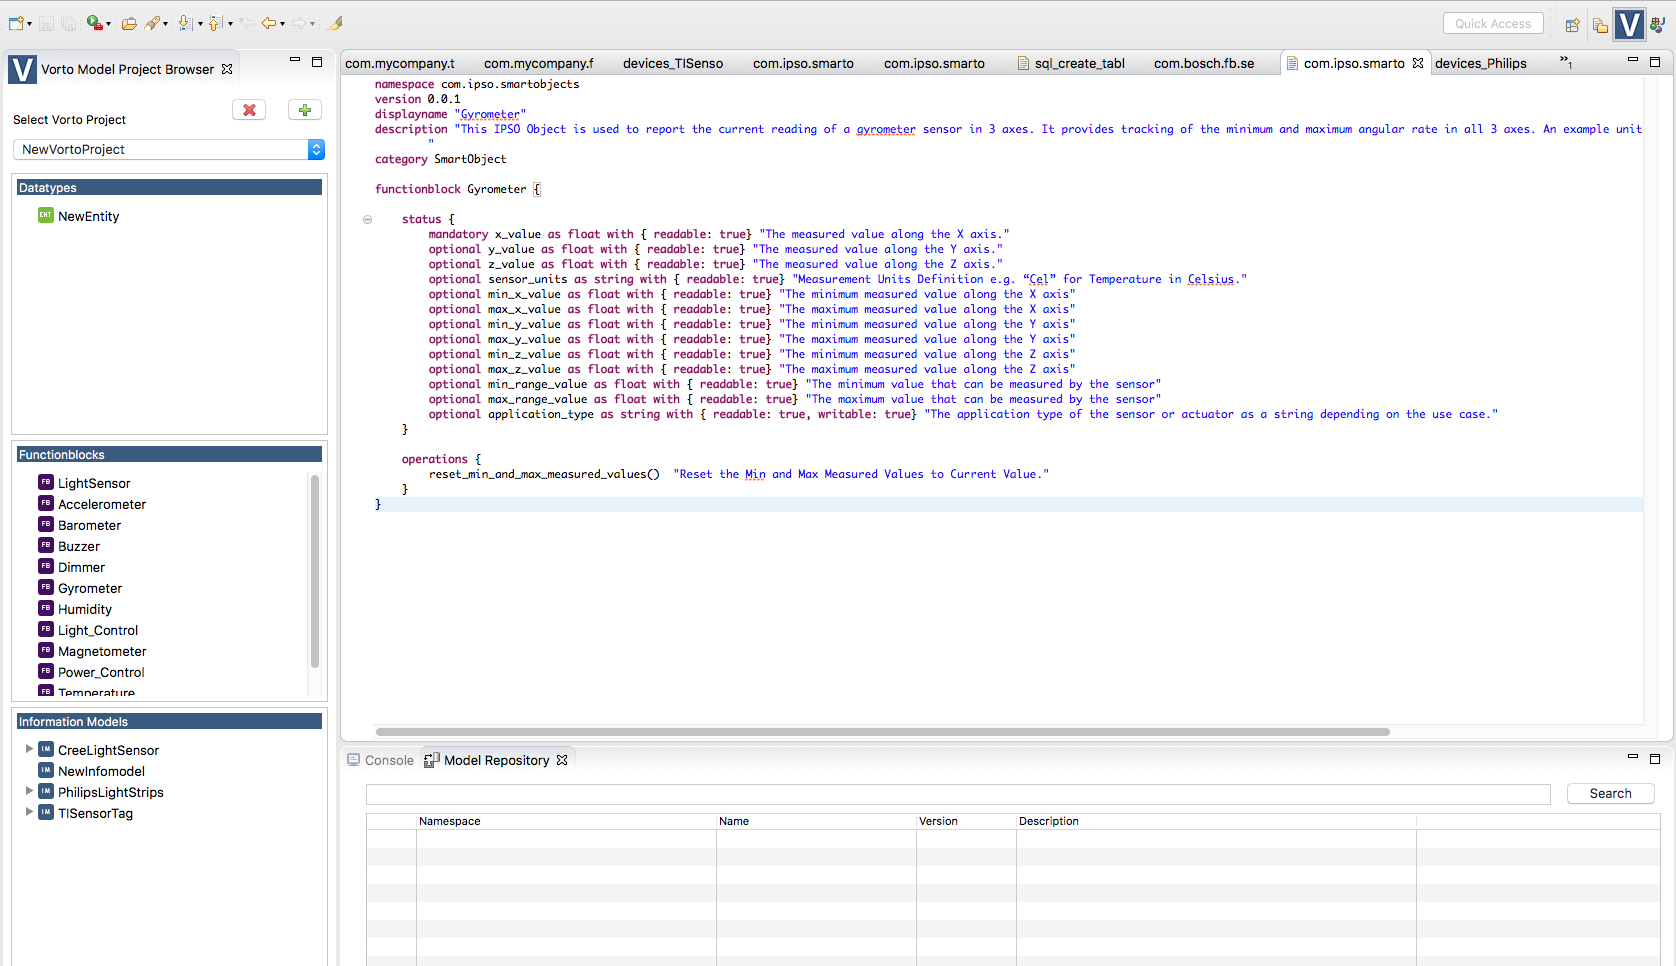 Quick Access
V
V Vorto Model Project Browser
Select Vorto Project
NewVortoProject
Datatypes
ENT NewEntity
Functionblocks
FB LightSensor
FB Accelerometer
FB Barometer
FB Buzzer
FB Dimmer
FB Gyrometer
FB Humidity
FB Light_Control
FB Magnetometer
FB Power_Control
FB Temperature
Information Models
IM CreeLightSensor
IM NewInfomodel
IM PhilipsLightStrips
IM TISensorTag
com.mycompany.t com.mycompany.f devices_TISenso com.ipso.smarto com.ipso.smarto sql_create_tabl com.bosch.fb.se com.ipso.smarto devices_Philips »1
namespace com.ipso.smartobjects
version 0.0.1
displayname "Gyrometer"
description "This IPSO Object is used to report the current reading of a gyrometer sensor in 3 axes. It provides tracking of the minimum and maximum angular rate in all 3 axes. An example unit
"
category SmartObject
functionblock Gyrometer {
status {
mandatory x_value as float with { readable: true} "The measured value along the X axis."
optional y_value as float with { readable: true} "The measured value along the Y axis."
optional z_value as float with { readable: true} "The measured value along the Z axis."
optional sensor_units as string with { readable: true} "Measurement Units Definition e.g. “Cel” for Temperature in Celsius."
optional min_x_value as float with { readable: true} "The minimum measured value along the X axis"
optional max_x_value as float with { readable: true} "The maximum measured value along the X axis"
optional min_y_value as float with { readable: true} "The minimum measured value along the Y axis"
optional max_y_value as float with { readable: true} "The maximum measured value along the Y axis"
optional min_z_value as float with { readable: true} "The minimum measured value along the Z axis"
optional max_z_value as float with { readable: true} "The maximum measured value along the Z axis"
optional min_range_value as float with { readable: true} "The minimum value that can be measured by the sensor"
optional max_range_value as float with { readable: true} "The maximum value that can be measured by the sensor"
optional application_type as string with { readable: true, writable: true} "The application type of the sensor or actuator as a string depending on the use case."
}
operations {
reset_min_and_max_measured_values() "Reset the Min and Max Measured Values to Current Value."
}
}
Console Model Repository
Search
Namespace Name Version Description